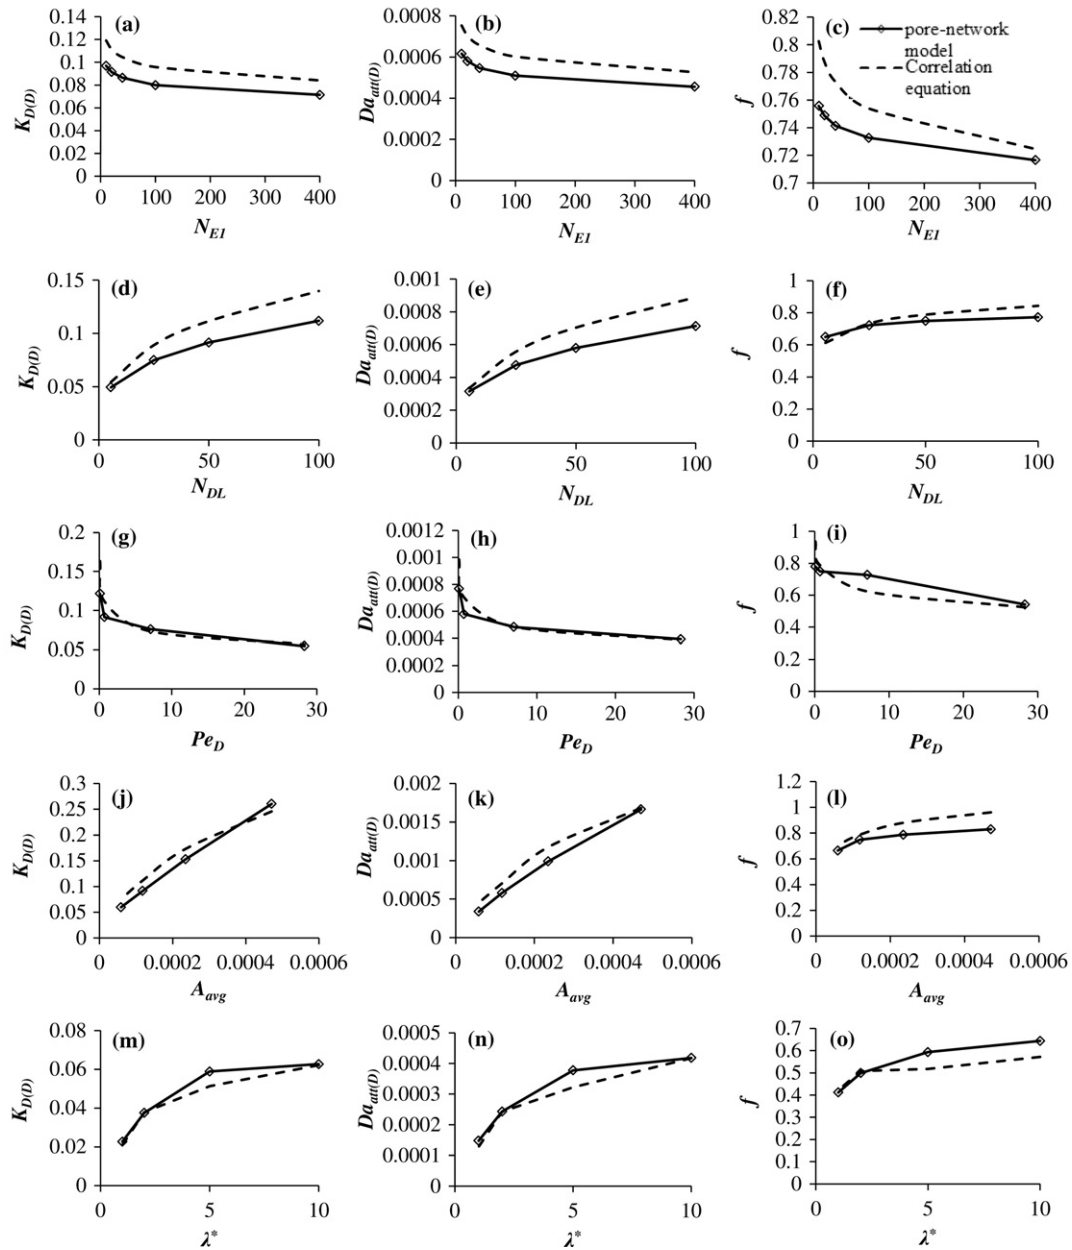 (a)
0.14
0.12
0.1
0.08
0.06
0.04
0.02
0
K_D(D)
0 100 200 300 400
N_E1
(b)
0.0008
0.0006
0.0004
0.0002
0
Da_att(D)
0 100 200 300 400
N_E1
(c)
pore-network
model
Correlation
equation
0.82
0.8
0.78
0.76
0.74
0.72
0.7
f
0 100 200 300 400
N_E1
(d)
0.15
0.1
0.05
0
K_D(D)
0 50 100
N_DL
(e)
0.001
0.0008
0.0006
0.0004
0.0002
0
Da_att(D)
0 50 100
N_DL
(f)
1
0.8
0.6
0.4
0.2
0
f
0 50 100
N_DL
(g)
0.2
0.15
0.1
0.05
0
K_D(D)
0 10 20 30
Pe_D
(h)
0.0012
0.001
0.0008
0.0006
0.0004
0.0002
0
Da_att(D)
0 10 20 30
Pe_D
(i)
1
0.8
0.6
0.4
0.2
0
f
0 10 20 30
Pe_D
(j)
0.3
0.25
0.2
0.15
0.1
0.05
0
K_D(D)
0 0.0002 0.0004 0.0006
A_avg
(k)
0.002
0.0015
0.001
0.0005
0
Da_att(D)
0 0.0002 0.0004 0.0006
A_avg
(l)
1.2
1
0.8
0.6
0.4
0.2
0
f
0 0.0002 0.0004 0.0006
A_avg
(m)
0.08
0.06
0.04
0.02
0
K_D(D)
0 5 10
λ*
(n)
0.0005
0.0004
0.0003
0.0002
0.0001
0
Da_att(D)
0 5 10
λ*
(o)
0.7
0.6
0.5
0.4
0.3
0.2
0.1
0
f
0 5 10
λ*